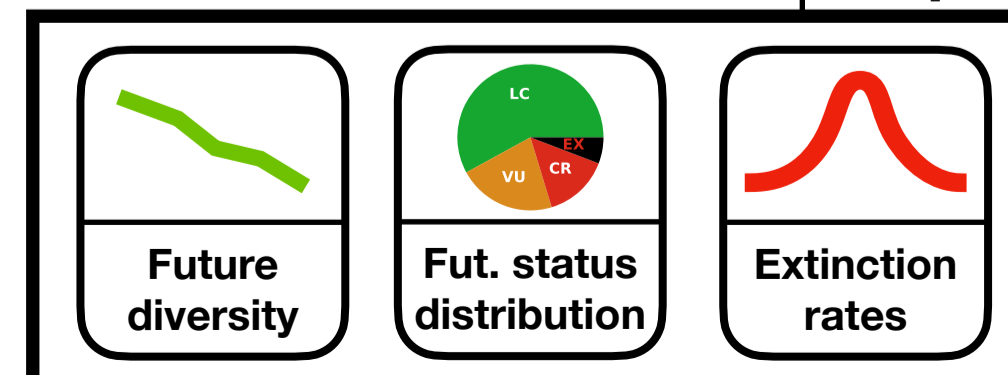 LC
EX
CR
VU
Future
diversity
Fut. status
distribution
Extinction
rates